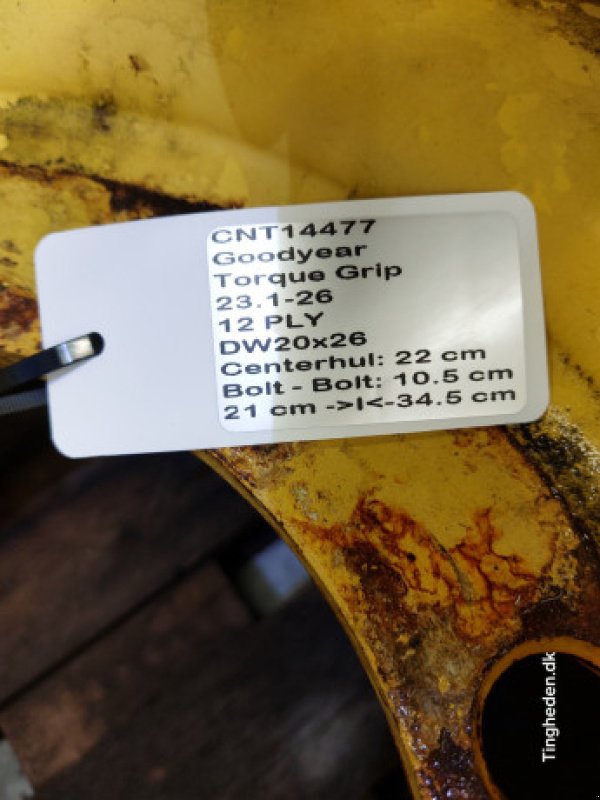 CNT14477
Goodyear
Torque Grip
23.1-26
12 PLY
DW20x26
Centerhul: 22 cm
Bolt - Bolt: 10.5 cm
21 cm ->I<-34.5 cm
Tingheden.dk